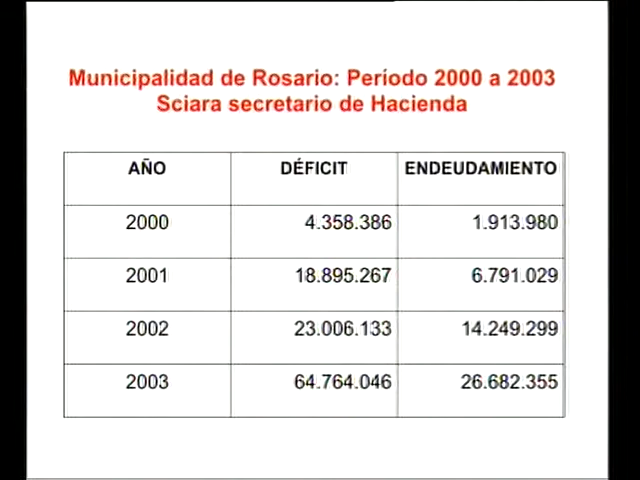 Municipalidad de Rosario: Período 2000 a 2003
Sciara secretario de Hacienda
AÑO DÉFICIT ENDEUDAMIENTO
2000 4.358.386 1.913.980
2001 18.895.267 6.791.029
2002 23.006.133 14.249.299
2003 64.764.046 26.682.355